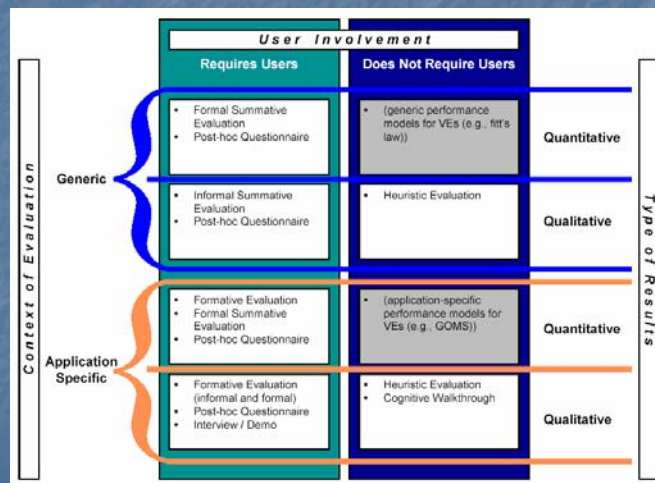 User Involvement
Requires Users
Does Not Require Users
Context of Evaluation
Generic
• Formal Summative
Evaluation
• Post-hoc Questionnaire
• (generic performance
models for VEs (e.g., fitt's
law))
Quantitative
• Informal Summative
Evaluation
• Post-hoc Questionnaire
• Heuristic Evaluation
Qualitative
Type of Results
Application
Specific
• Formative Evaluation
• Formal Summative
Evaluation
• Post-hoc Questionnaire
• (application-specific
performance models for
VEs (e.g., GOMS))
Quantitative
• Formative Evaluation
(informal and formal)
• Post-hoc Questionnaire
• Interview / Demo
• Heuristic Evaluation
• Cognitive Walkthrough
Qualitative